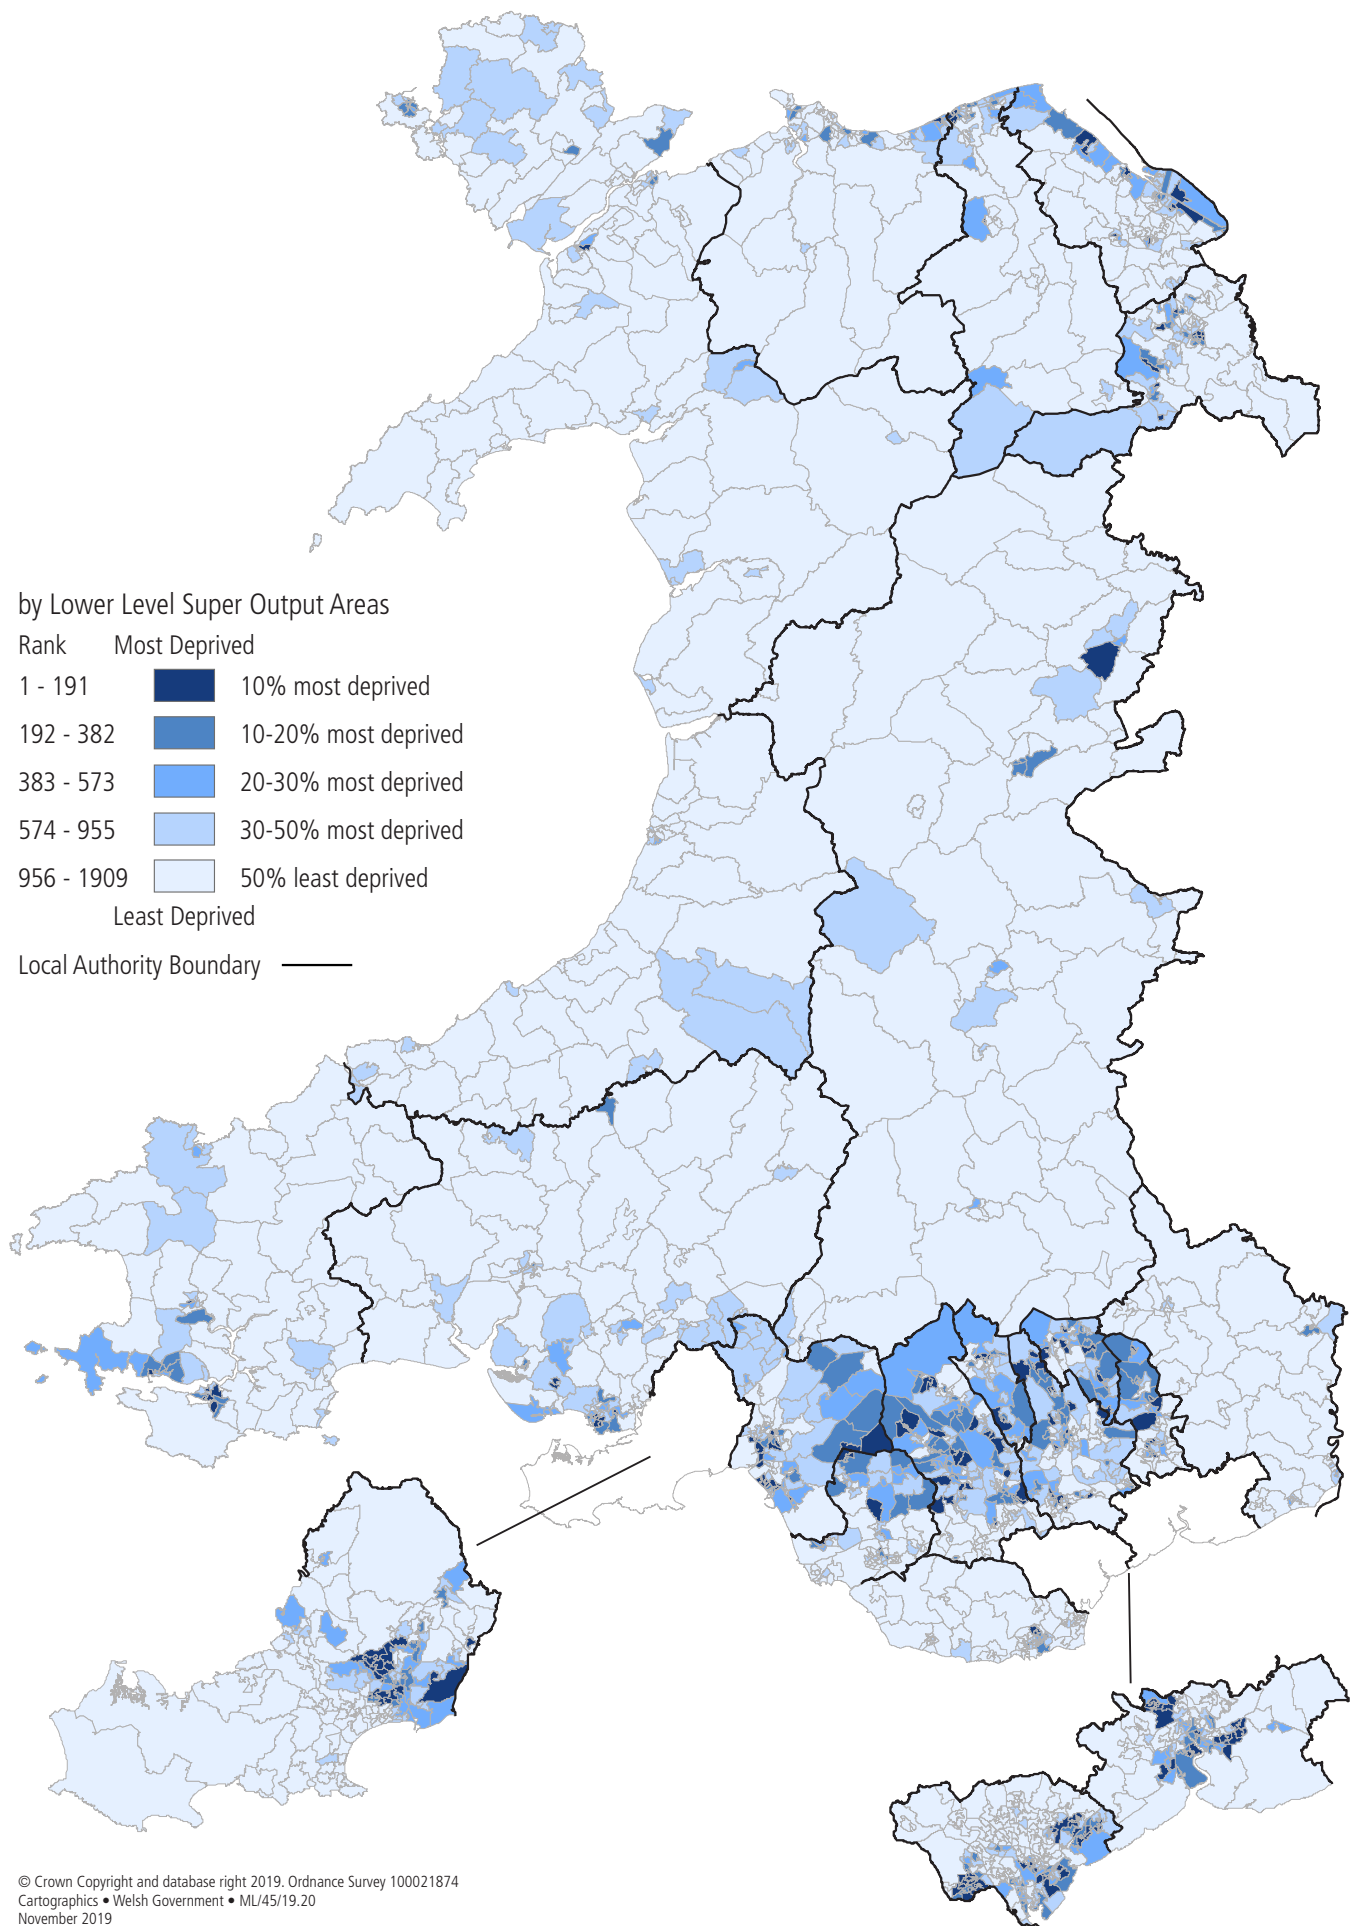 by Lower Level Super Output Areas
Rank Most Deprived
1 - 191 10% most deprived
192 - 382 10-20% most deprived
383 - 573 20-30% most deprived
574 - 955 30-50% most deprived
956 - 1909 50% least deprived
Least Deprived
Local Authority Boundary
© Crown Copyright and database right 2019. Ordnance Survey 100021874
Cartographics • Welsh Government • ML/45/19.20
November 2019